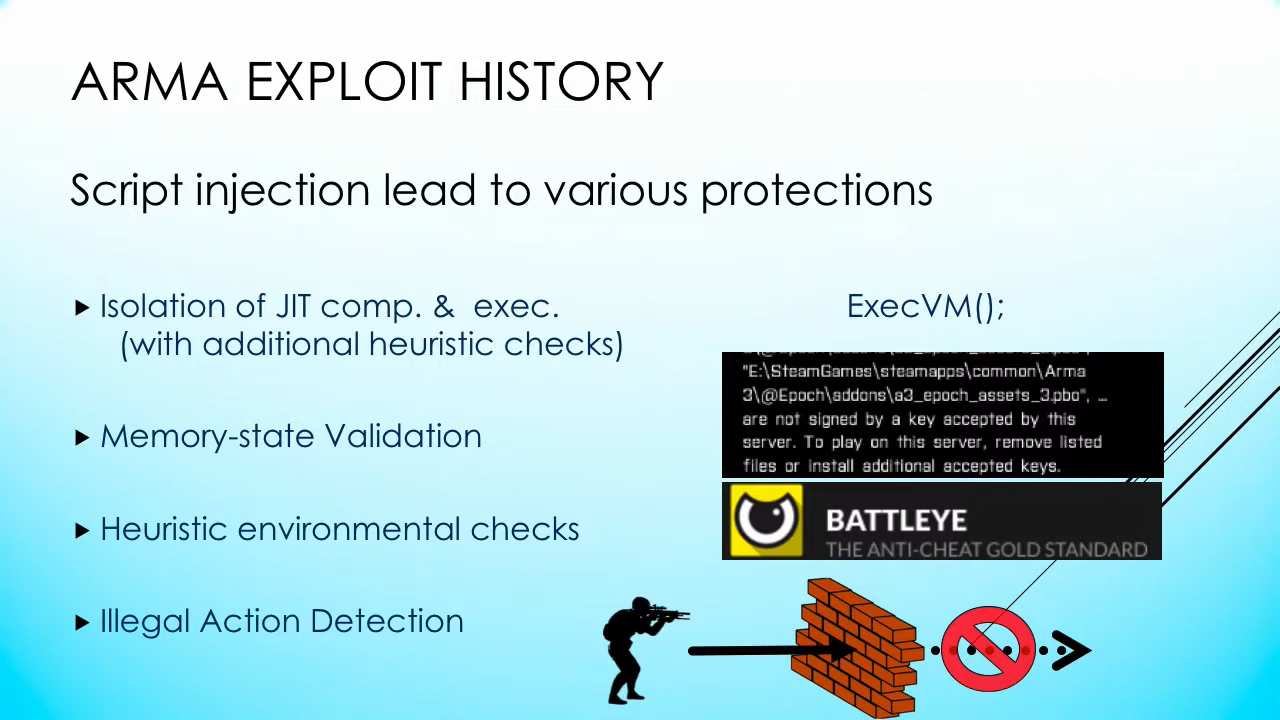 ARMA EXPLOIT HISTORY
Script injection lead to various protections
Isolation of JIT comp. & exec.
(with additional heuristic checks)
ExecVM();
"E:\SteamGames\steamapps\common\Arma
3\@Epoch\addons\a3_epoch_assets_3.pbo", ...
are not signed by a key accepted by this
server. To play on this server, remove listed
files or install additional accepted keys.
Memory-state Validation
Heuristic environmental checks
BATTLEYE
THE ANTI-CHEAT GOLD STANDARD
Illegal Action Detection